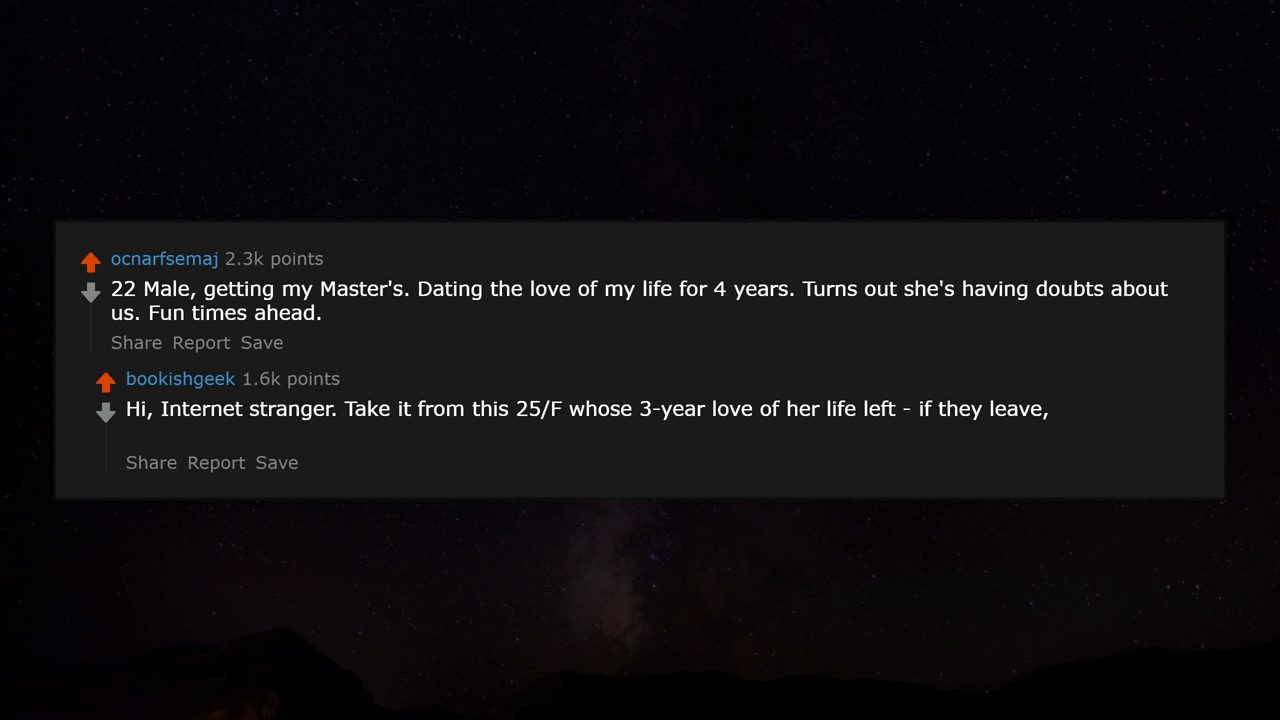 ocnarfsemaj 2.3k points
22 Male, getting my Master's. Dating the love of my life for 4 years. Turns out she's having doubts about
us. Fun times ahead.
Share Report Save
bookishgeek 1.6k points
Hi, Internet stranger. Take it from this 25/F whose 3-year love of her life left - if they leave,
Share Report Save